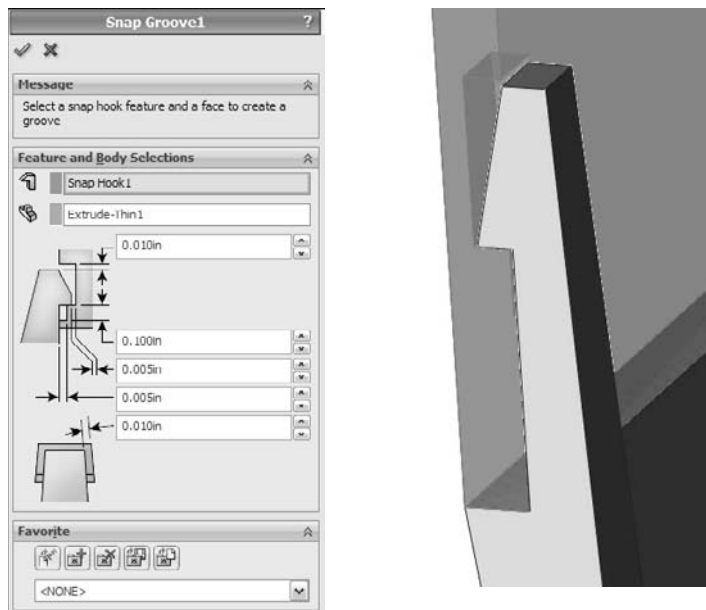 Snap Groove1 ?
Message
Select a snap hook feature and a face to create a
groove
Feature and Body Selections
Snap Hook1
Extrude-Thin1
0.010in
0.100in
0.005in
0.005in
0.010in
Favorite
<NONE>